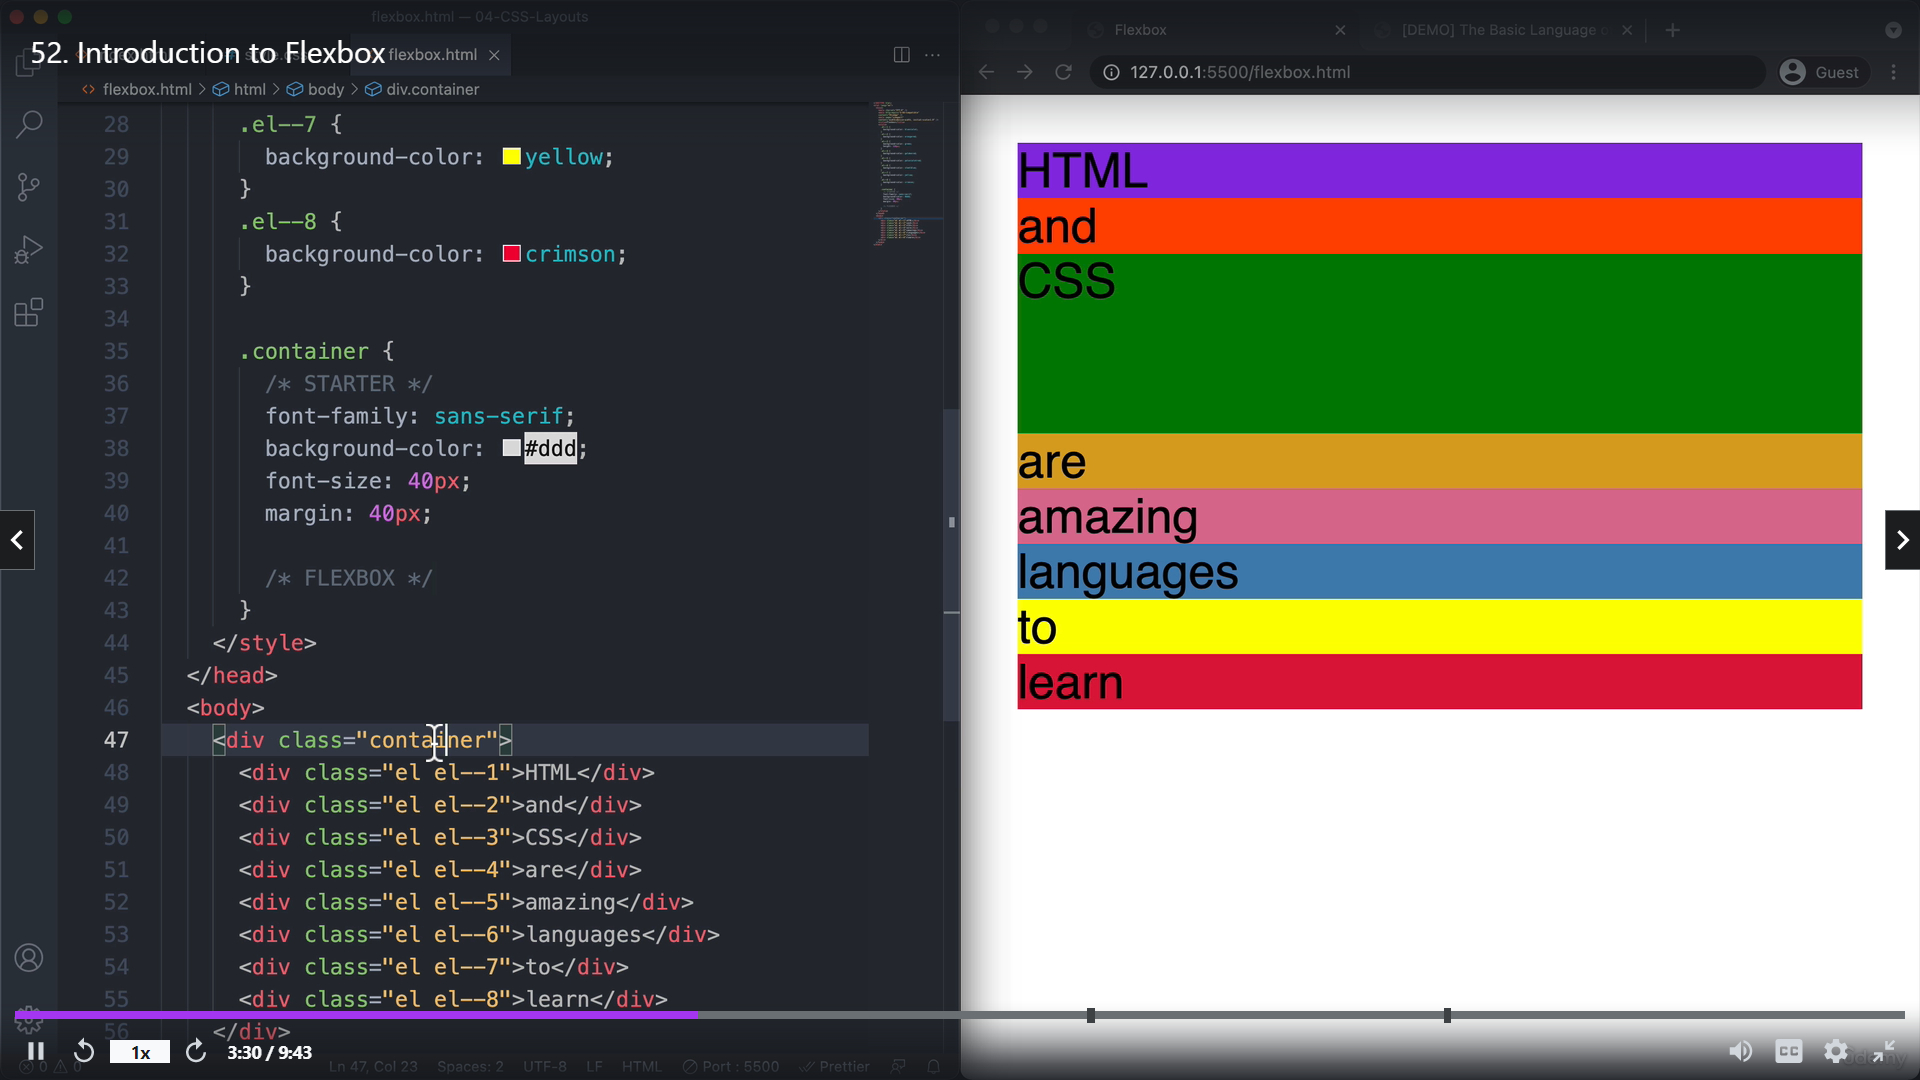 flexbox.html — 04-CSS-Layouts
52. Introduction to Flexbox
flexbox.html
flexbox.html > html > body > div.container
28 .el--7 {
29 background-color: yellow;
30 }
31 .el--8 {
32 background-color: crimson;
33 }
34
35 .container {
36 /* STARTER */
37 font-family: sans-serif;
38 background-color: #ddd;
39 font-size: 40px;
40 margin: 40px;
41
42 /* FLEXBOX */
43 }
44 </style>
45 </head>
46 <body>
47 <div class="container">
48 <div class="el el--1">HTML</div>
49 <div class="el el--2">and</div>
50 <div class="el el--3">CSS</div>
51 <div class="el el--4">are</div>
52 <div class="el el--5">amazing</div>
53 <div class="el el--6">languages</div>
54 <div class="el el--7">to</div>
55 <div class="el el--8">learn</div>
56 </div>
1x 3:30 / 9:43
0 0 Ln 47, Col 23 Spaces: 2 UTF-8 LF HTML Port : 5500 Prettier
Flexbox
[DEMO] The Basic Language o
127.0.0.1:5500/flexbox.html
Guest
HTML
and
CSS
are
amazing
languages
to
learn
CC